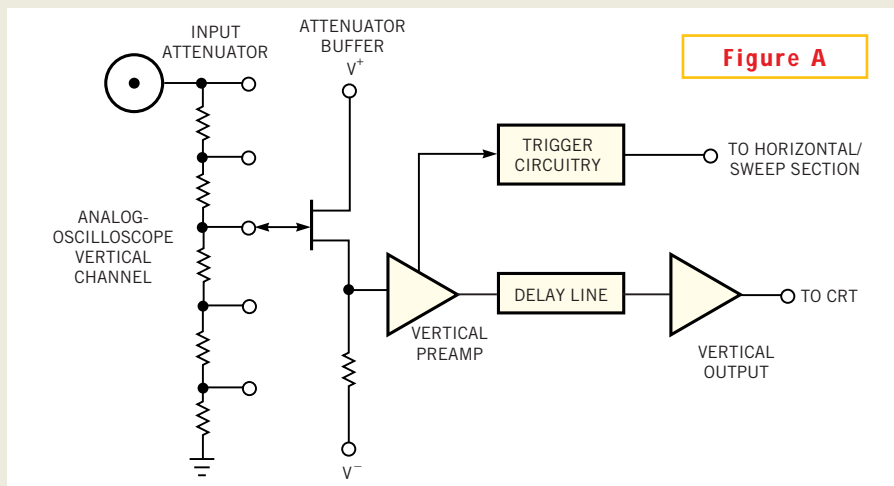 Figure A
INPUT
ATTENUATOR
ATTENUATOR
BUFFER
V+
TRIGGER
CIRCUITRY
TO HORIZONTAL/
SWEEP SECTION
ANALOG-
OSCILLOSCOPE
VERTICAL
CHANNEL
VERTICAL
PREAMP
DELAY LINE
TO CRT
VERTICAL
OUTPUT
V−